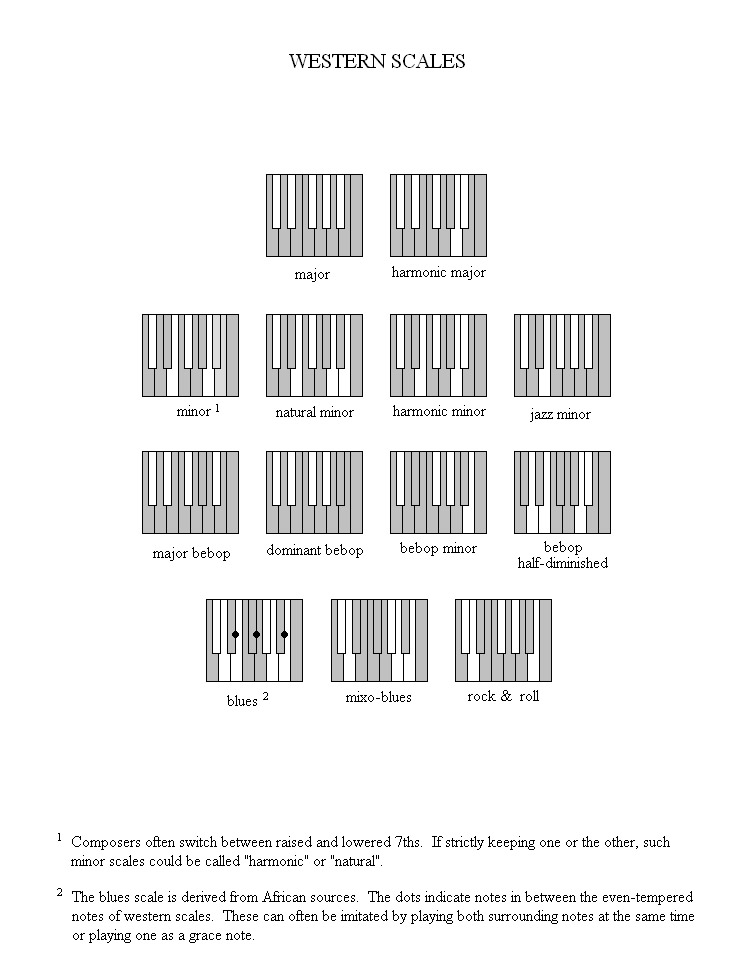 WESTERN SCALES
major
harmonic major
minor 1
natural minor
harmonic minor
jazz minor
major bebop
dominant bebop
bebop minor
bebop
half-diminished
blues 2
mixo-blues
rock & roll
1 Composers often switch between raised and lowered 7ths. If strictly keeping one or the other, such
minor scales could be called "harmonic" or "natural".
2 The blues scale is derived from African sources. The dots indicate notes in between the even-tempered
notes of western scales. These can often be imitated by playing both surrounding notes at the same time
or playing one as a grace note.